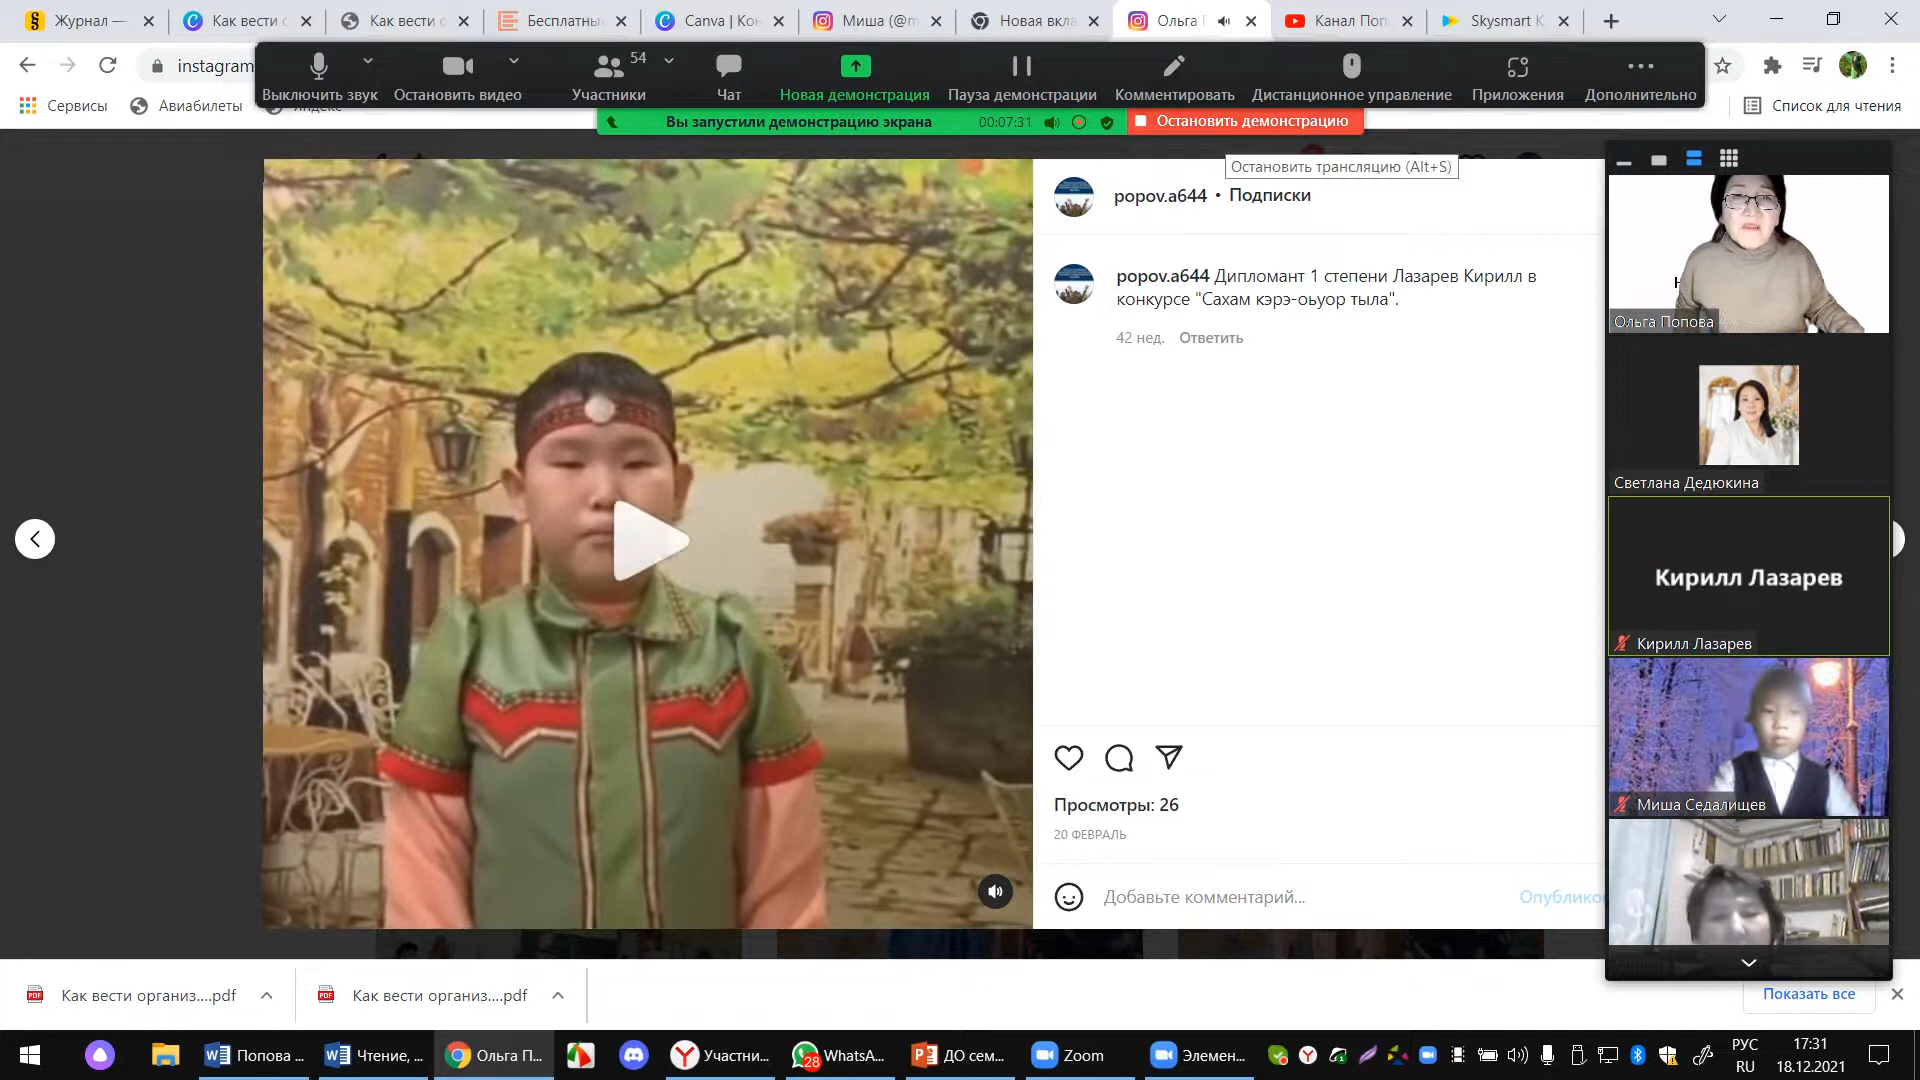 Журнал —
Как вести с
Как вести с
Бесплатны
Canva | Ко
Миша (@m
Новая вкла
Ольга
Канал Поп
Skysmart К
instagram
Выключить звук
Остановить видео
54
Участники
Чат
Новая демонстрация
Пауза демонстрации
Комментировать
Дистанционное управление
Приложения
Дополнительно
Сервисы
Авиабилеты
Список для чтения
Вы запустили демонстрацию экрана
00:07:31
Остановить демонстрацию
Остановить трансляцию (Alt+S)
popov.a644 • Подписки
popov.a644 Дипломант 1 степени Лазарев Кирилл в
конкурсе "Сахам кэрэ-оьуор тыла".
42 нед. Ответить
Просмотры: 26
20 ФЕВРАЛЬ
Добавьте комментарий...
Опублико
Ольга Попова
Светлана Дедюкина
Кирилл Лазарев
Кирилл Лазарев
Миша Седалищев
Как вести организ....pdf
Как вести организ....pdf
Показать все
Попова ...
Чтение, ...
Ольга П...
Участни...
28
WhatsA...
ДО сем...
Zoom
Элемен...
РУС
RU
17:31
18.12.2021